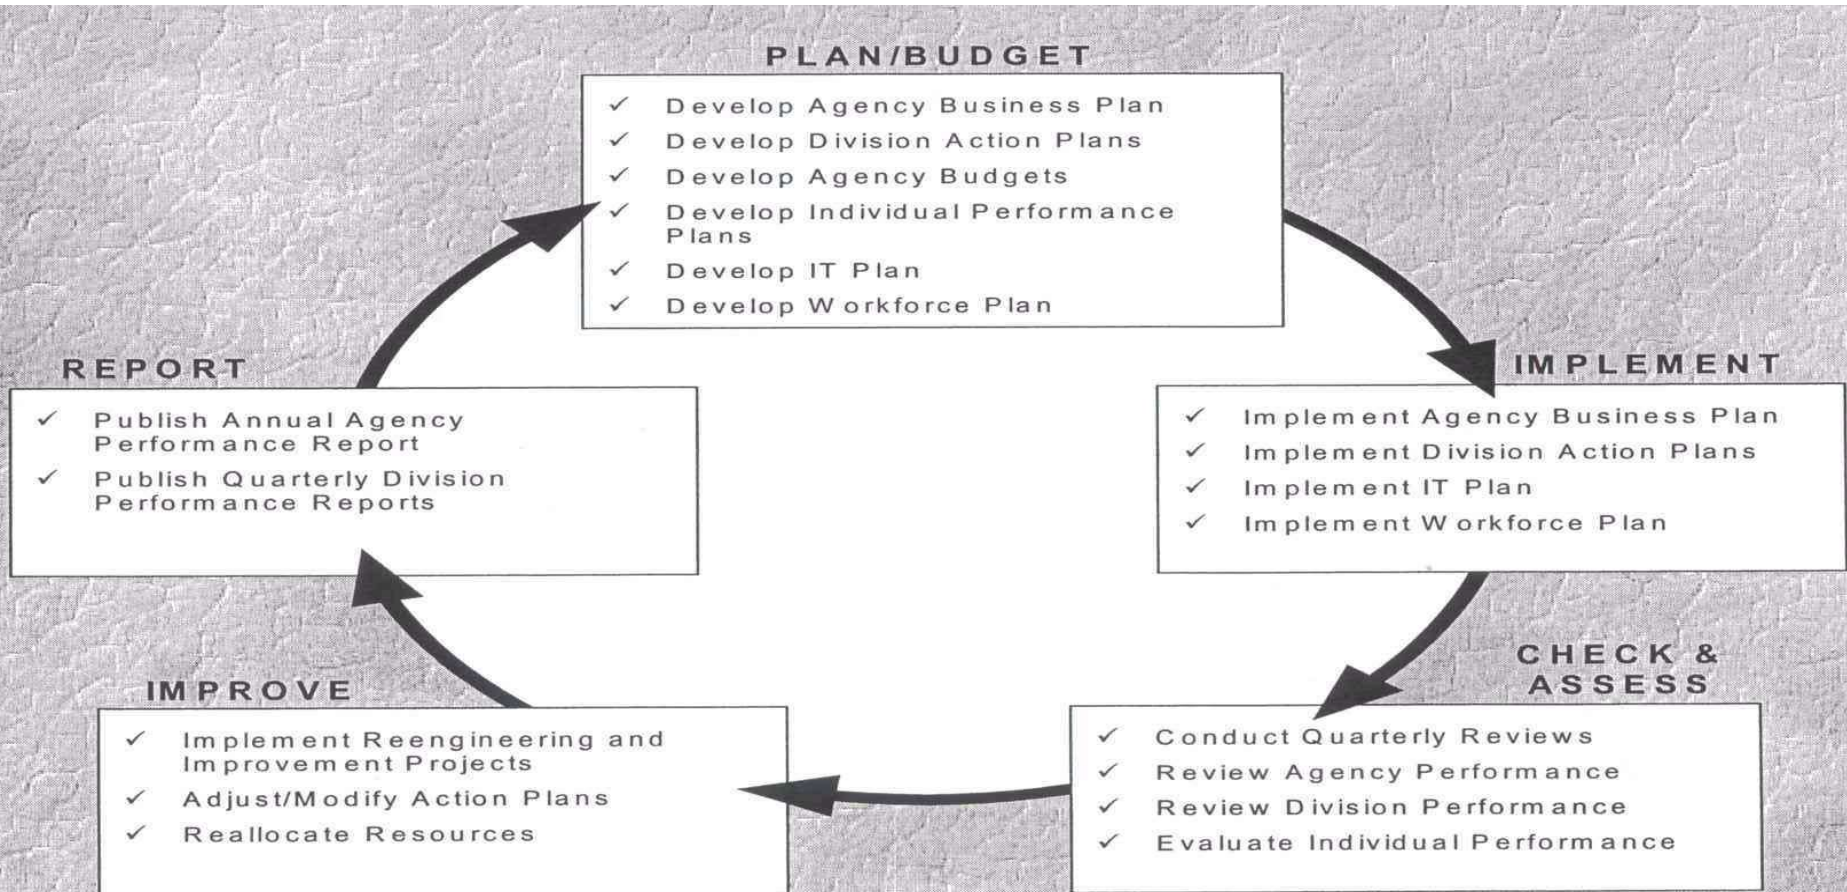 PLAN/BUDGET
✓ Develop Agency Business Plan
✓ Develop Division Action Plans
✓ Develop Agency Budgets
✓ Develop Individual Performance
Plans
✓ Develop IT Plan
✓ Develop Workforce Plan
IMPLEMENT
✓ Implement Agency Business Plan
✓ Implement Division Action Plans
✓ Implement IT Plan
✓ Implement Workforce Plan
CHECK &
ASSESS
✓ Conduct Quarterly Reviews
✓ Review Agency Performance
✓ Review Division Performance
✓ Evaluate Individual Performance
IMPROVE
✓ Implement Reengineering and
Improvement Projects
✓ Adjust/Modify Action Plans
✓ Reallocate Resources
REPORT
✓ Publish Annual Agency
Performance Report
✓ Publish Quarterly Division
Performance Reports